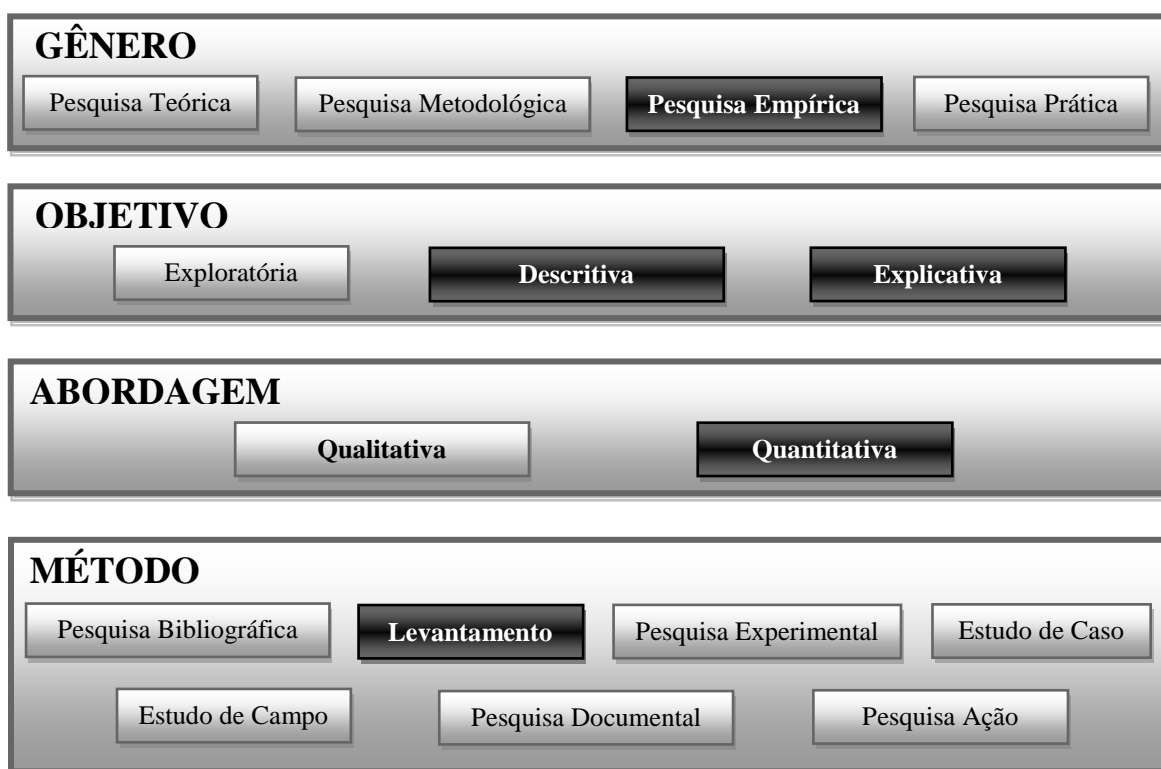 GÊNERO
Pesquisa Teórica
Pesquisa Metodológica
Pesquisa Empírica
Pesquisa Prática
OBJETIVO
Exploratória
Descritiva
Explicativa
ABORDAGEM
Qualitativa
Quantitativa
MÉTODO
Pesquisa Bibliográfica
Levantamento
Pesquisa Experimental
Estudo de Caso
Estudo de Campo
Pesquisa Documental
Pesquisa Ação